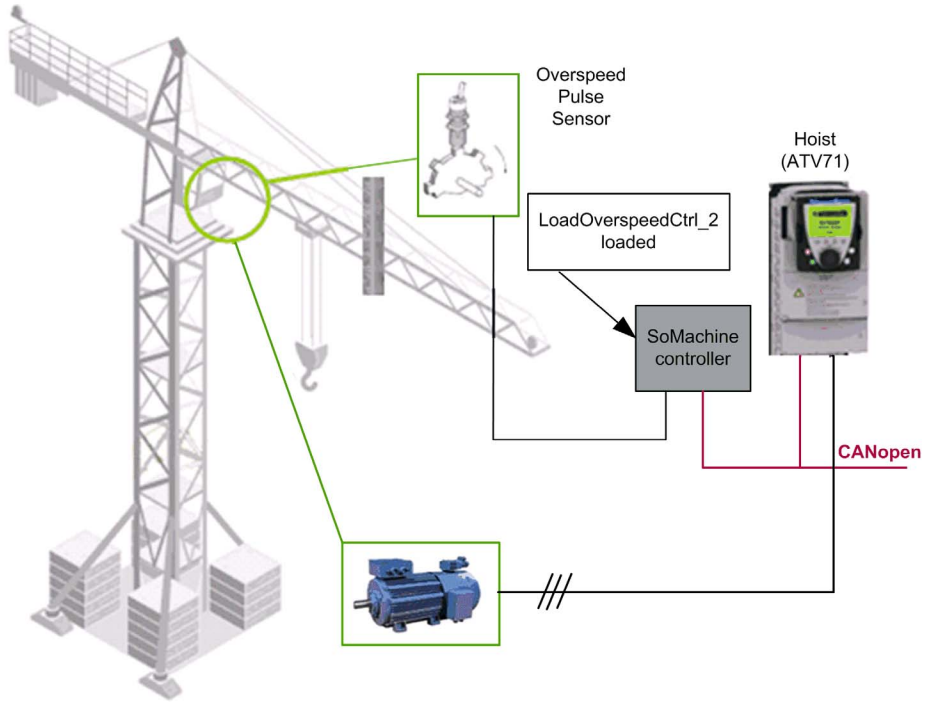 Overspeed
Pulse
Sensor
Hoist
(ATV71)
LoadOverspeedCtrl_2
loaded
SoMachine
controller
CANopen